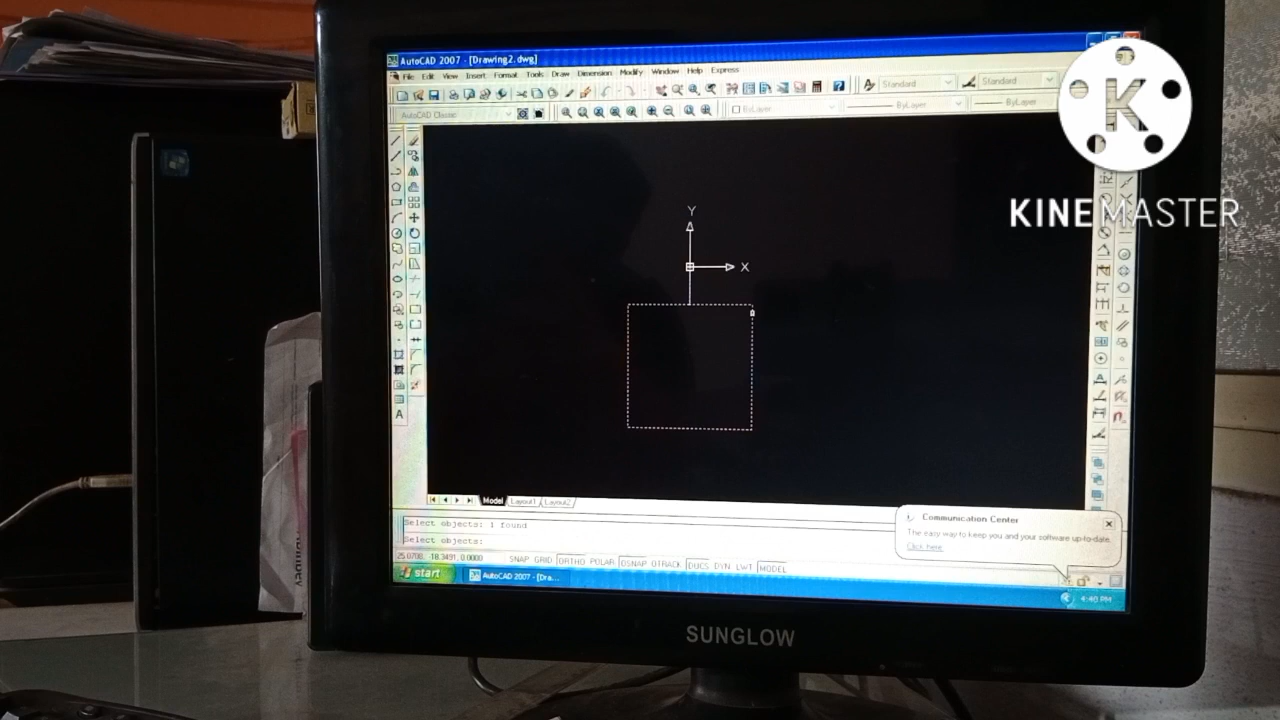 AutoCAD 2007 - [Drawing2.dwg]
File Edit View Insert Format Tools Draw Dimension Modify Window Help Express
Standard
Standard
AutoCAD Classic
ByLayer
ByLayer
ByLayer
K
KINEMASTER
Y
X
A
Model Layout1 Layout2
Select objects: 1 found
Select objects:
Communication Center
The easy way to keep you and your software up-to-date.
Click here
25.0708, -18.3491, 0.0000 SNAP GRID ORTHO POLAR OSNAP OTRACK DUCS DYN LWT MODEL
start AutoCAD 2007 - [Dra...
4:40 PM
SUNGLOW